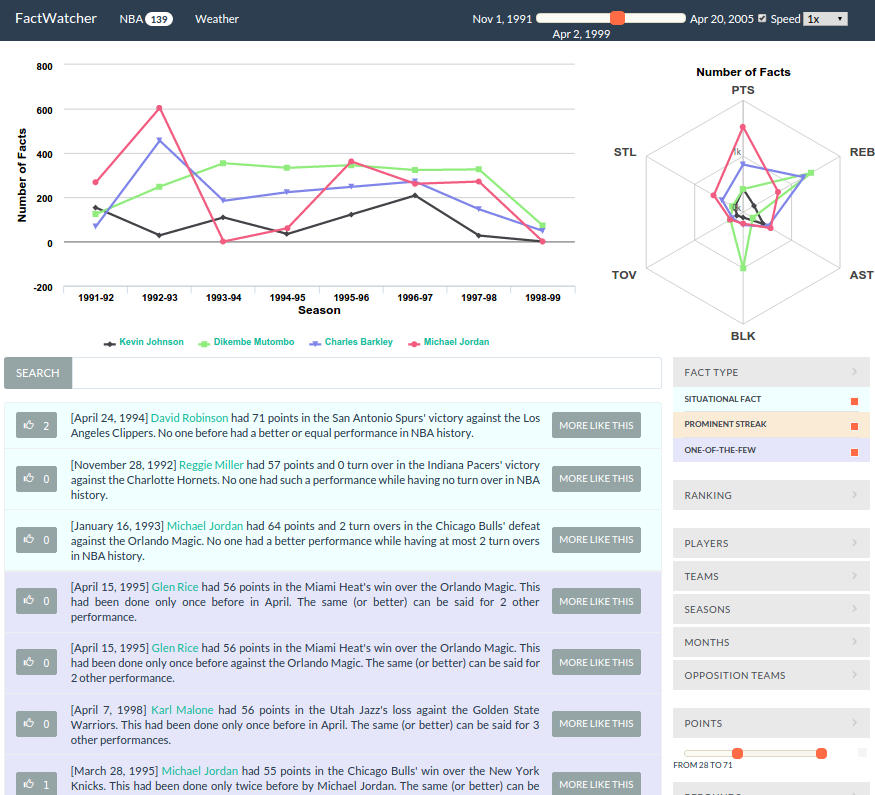 FactWatcher NBA 139 Weather Nov 1, 1991 Apr 20, 2005 Speed 1x
Apr 2, 1999
800
600
400
200
0
-200
Number of Facts
1991-92 1992-93 1993-94 1994-95 1995-96 1996-97 1997-98 1998-99
Season
Kevin Johnson Dikembe Mutombo Charles Barkley Michael Jordan
Number of Facts
PTS
STL REB
1k
0k
TOV AST
BLK
SEARCH
2 [April 24, 1994] David Robinson had 71 points in the San Antonio Spurs' victory against the Los
Angeles Clippers. No one before had a better or equal performance in NBA history.
MORE LIKE THIS
0 [November 28, 1992] Reggie Miller had 57 points and 0 turn over in the Indiana Pacers' victory
against the Charlotte Hornets. No one had such a performance while having no turn over in NBA
history.
MORE LIKE THIS
0 [January 16, 1993] Michael Jordan had 64 points and 2 turn overs in the Chicago Bulls' defeat
against the Orlando Magic. No one had a better performance while having at most 2 turn overs
in NBA history.
MORE LIKE THIS
0 [April 15, 1995] Glen Rice had 56 points in the Miami Heat's win over the Orlando Magic. This
had been done only once before in April. The same (or better) can be said for 2 other
performance.
MORE LIKE THIS
0 [April 15, 1995] Glen Rice had 56 points in the Miami Heat's win over the Orlando Magic. This
had been done only once before against the Orlando Magic. The same (or better) can be said for
2 other performance.
MORE LIKE THIS
0 [April 7, 1998] Karl Malone had 56 points in the Utah Jazz's loss againt the Golden State
Warriors. This had been done only once before in April. The same (or better) can be said for 3
other performances.
MORE LIKE THIS
1 [March 28, 1995] Michael Jordan had 55 points in the Chicago Bulls' win over the New York
Knicks. This had been done only twice before by Michael Jordan. The same (or better) can be
MORE LIKE THIS
FACT TYPE
SITUATIONAL FACT
PROMINENT STREAK
ONE-OF-THE-FEW
RANKING
PLAYERS
TEAMS
SEASONS
MONTHS
OPPOSITION TEAMS
POINTS
FROM 28 TO 71